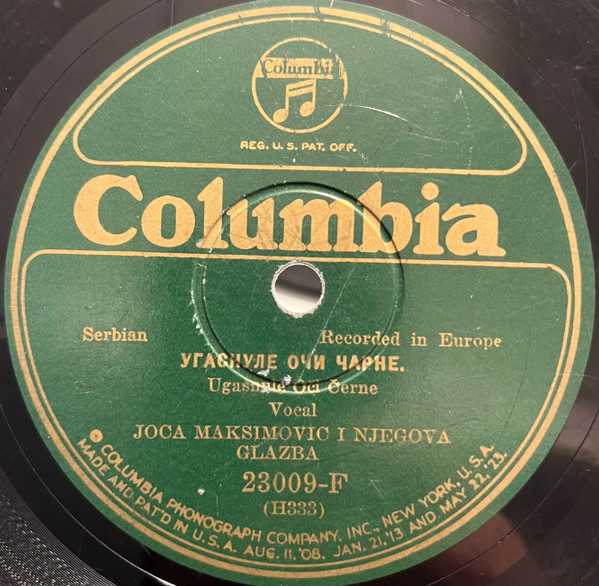 Columbia
REG. U.S. PAT. OFF.
Columbia
Serbian
Recorded in Europe
УГАСНУЛЕ ОЧИ ЧАРНЕ.
Ugasnule Oci Černe
Vocal
JOCA MAKSIMOVIC I NJEGOVA
GLAZBA
23009-F
(H333)
COLUMBIA PHONOGRAPH COMPANY, INC., NEW YORK, U.S.A.
MADE AND PAT'D IN U.S.A. AUG. 11,'08, JAN. 21,'13 AND MAY 22,'23.